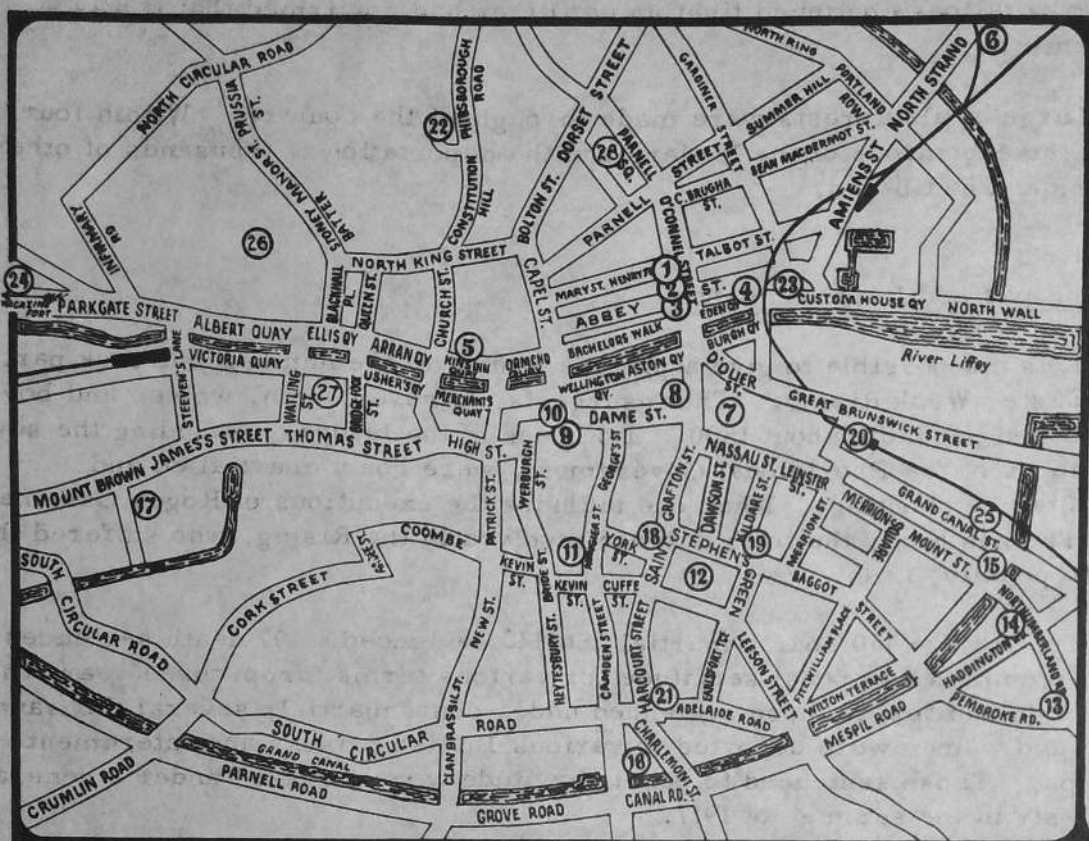 NORTH CIRCULAR ROAD
PRUSSIA ST.
PHIBSBOROUGH ROAD
DORSET STREET
NORTH RING
GARDINER STREET
SUMMER HILL
PORTLAND ROW
NORTH STRAND
6
22
28
PARNELL SQ.
SEAN MACDERMOT ST.
INFIRMARY RD
MANOR ST.
STONEY BATTER
CONSTITUTION HILL
BOLTON ST.
PARNELL STREET
C. BRUGHA ST.
O'CONNELL STREET
AMIENS ST
26
NORTH KING STREET
TALBOT ST.
24
PARKGATE STREET
BLACKHALL PL.
QUEEN ST.
CHURCH ST.
CAPEL ST.
MARY ST. HENRY
1
2
3
ABBEY ST.
4
23
CUSTOM HOUSE QY
NORTH WALL
EDEN QY
ALBERT QUAY
ELLIS QY
ARRAN QY
5
KING'S INN QUAY
ORMOND QUAY
BACHELORS WALK
BURGH QY
River Liffey
STEEVEN'S LANE
VICTORIA QUAY
WATLING ST.
27
BRIDGEFOOT ST.
USHER'S QY
MERCHANTS QUAY
WELLINGTON QY
ASTON QY
D'OLIER ST.
8
7
GREAT BRUNSWICK STREET
20
10
9
DAME ST.
MOUNT BROWN
JAMES'S STREET
THOMAS STREET
HIGH ST.
WERBURGH ST.
GEORGE'S ST.
GRAFTON ST.
NASSAU ST.
LEINSTER ST.
DAWSON ST.
KILDARE ST.
MERRION ST
MERRION SQUARE
MOUNT ST.
GRAND CANAL ST.
25
17
PATRICK ST.
COOMBE
ARDEE ST.
KEVIN ST.
BRIDE ST.
11
YORK ST.
18
SAINT STEPHENS GREEN
12
19
BAGGOT STREET
15
SOUTH CIRCULAR ROAD
CORK STREET
NEW ST.
KEVIN ST.
CUFFE ST.
FITZWILLIAM PLACE
14
NORTHUMBERLAND RD
HADDINGTON
13
PEMBROKE RD.
HEYTESBURY ST.
CAMDEN STREET
HARCOURT STREET
EARLSFORT TCE
LEESON STREET
WILTON TERRACE
MESPIL ROAD
21
ADELAIDE ROAD
CLANBRASSIL ST.
SOUTH CIRCULAR ROAD
GRAND CANAL
CHARLEMONT ST.
16
CRUMLIN ROAD
PARNELL ROAD
GROVE ROAD
CANAL RD.